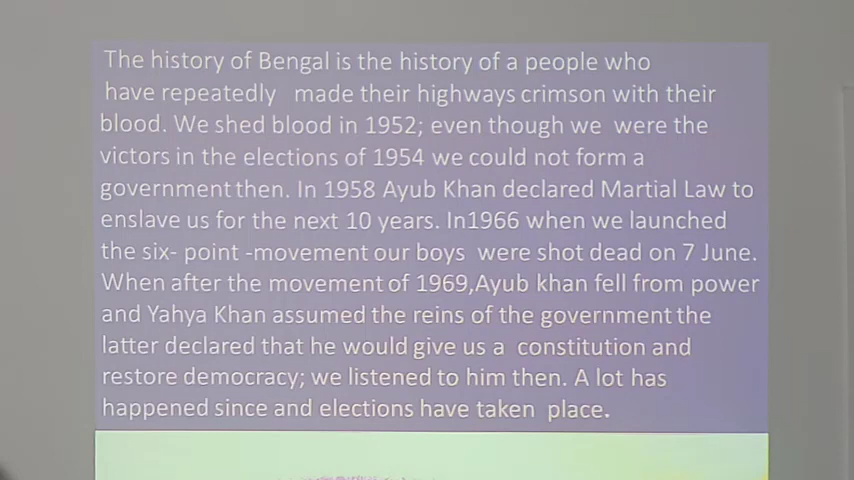 The history of Bengal is the history of a people who
have repeatedly made their highways crimson with their
blood. We shed blood in 1952; even though we were the
victors in the elections of 1954 we could not form a
government then. In 1958 Ayub Khan declared Martial Law to
enslave us for the next 10 years. In1966 when we launched
the six- point -movement our boys were shot dead on 7 June.
When after the movement of 1969,Ayub khan fell from power
and Yahya Khan assumed the reins of the government the
latter declared that he would give us a constitution and
restore democracy; we listened to him then. A lot has
happened since and elections have taken place.